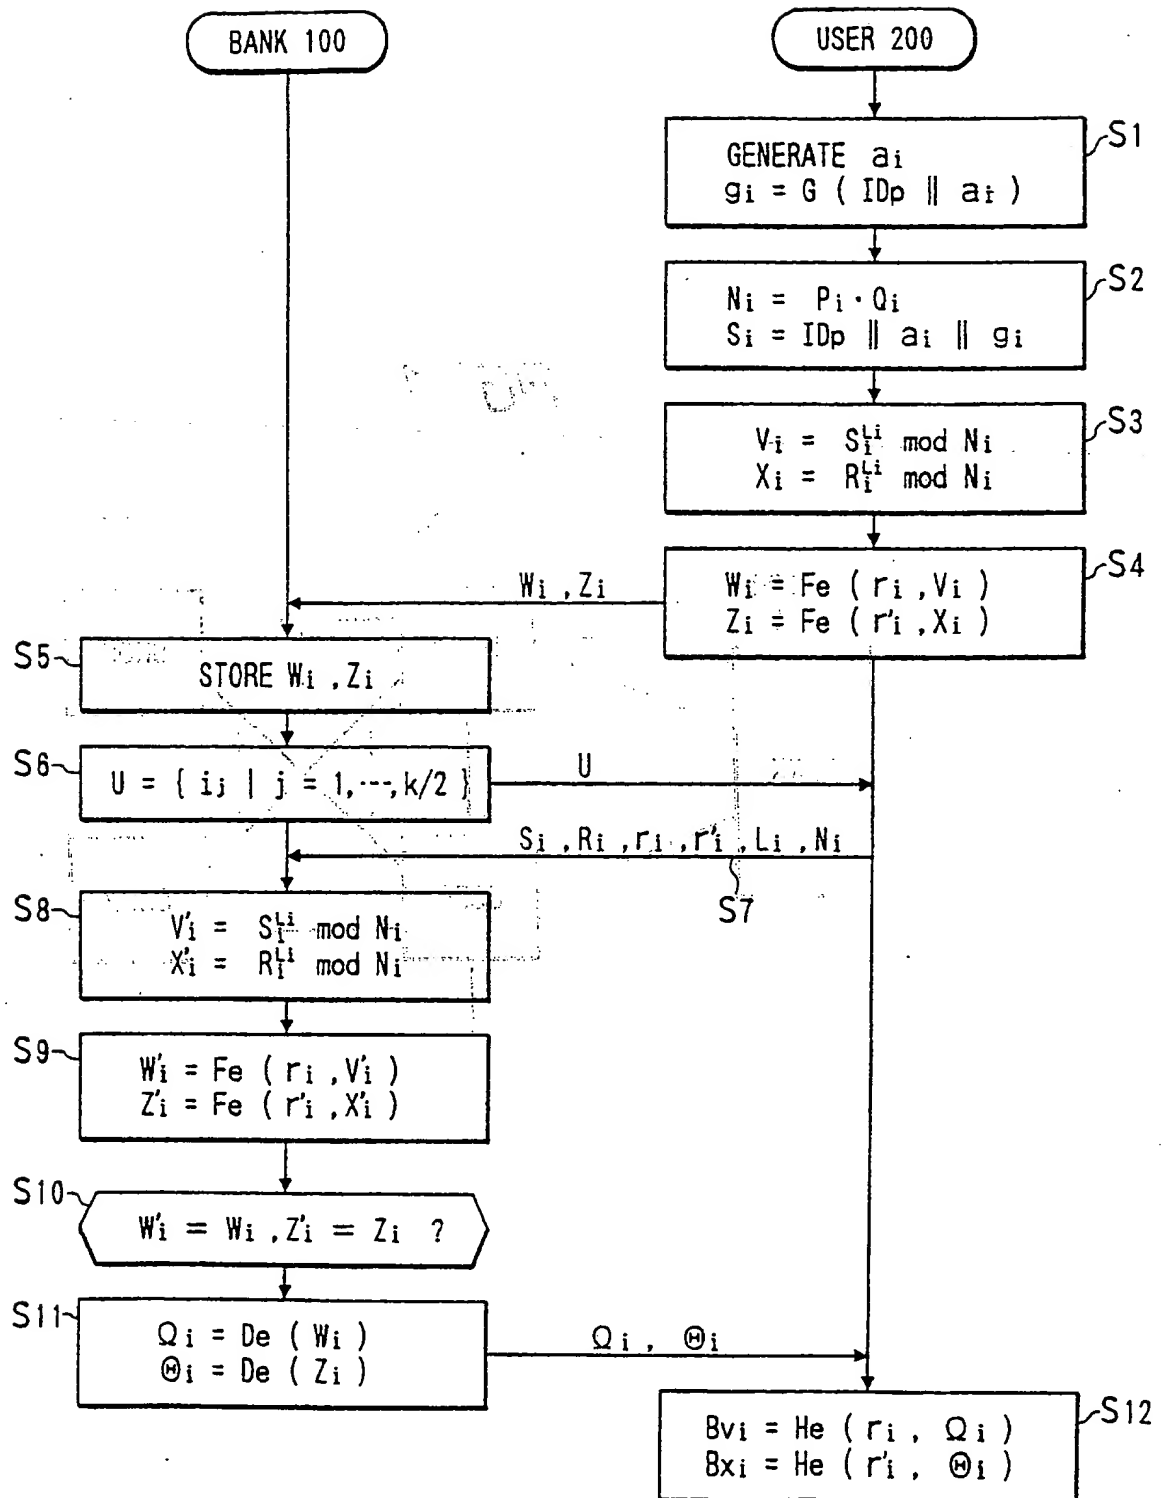 BANK 100
USER 200
S1
GENERATE ai
gi = G ( IDp ‖ ai )
S2
Ni = Pi · Qi
Si = IDp ‖ ai ‖ gi
S3
Vi = Si^Li mod Ni
Xi = Ri^Li mod Ni
S4
Wi = Fe ( ri , Vi )
Zi = Fe ( r'i , Xi )
Wi , Zi
S5
STORE Wi , Zi
S6
U = { ij | j = 1,---,k/2 }
U
Si , Ri , ri , r'i , Li , Ni
S7
S8
V'i = Si^Li mod Ni
X'i = Ri^Li mod Ni
S9
W'i = Fe ( ri , V'i )
Z'i = Fe ( r'i , X'i )
S10
W'i = Wi , Z'i = Zi ?
S11
Ωi = De ( Wi )
Θi = De ( Zi )
Ωi , Θi
S12
Bvi = He ( ri , Ωi )
Bxi = He ( r'i , Θi )